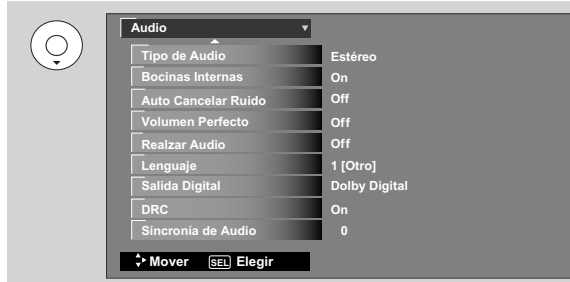 Audio
Tipo de Audio Estéreo
Bocinas Internas On
Auto Cancelar Ruido Off
Volumen Perfecto Off
Realzar Audio Off
Lenguaje 1 [Otro]
Salida Digital Dolby Digital
DRC On
Síncronía de Audio 0
Mover SEL Elegir